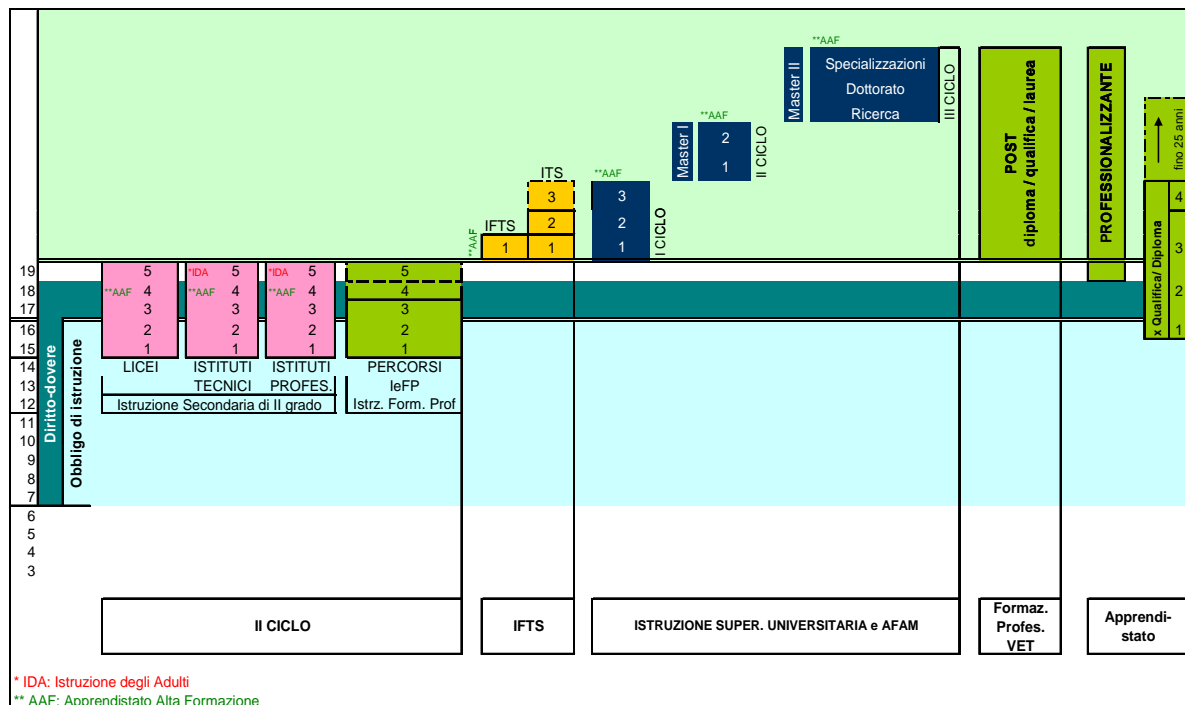 **AAF
Specializzazioni
Dottorato
Ricerca
Master II
III CICLO
**AAF
2
1
Master I
II CICLO
**AAF
3
2
1
I CICLO
ITS
3
2
1
IFTS
1
**AAF
POST
diploma / qualifica / laurea
PROFESSIONALIZZANTE
fino 25 anni
x Qualifica/ Diploma
4
3
2
1
19
18
17
16
15
14
13
12
11
10
9
8
7
6
5
4
3
Diritto-dovere
Obbligo di istruzione
5
**AAF 4
3
2
1
LICEI
*IDA 5
**AAF 4
3
2
1
ISTITUTI
TECNICI
*IDA 5
**AAF 4
3
2
1
ISTITUTI
PROFES.
Istruzione Secondaria di II grado
5
4
3
2
1
PERCORSI
IeFP
Istrz. Form. Prof
II CICLO
IFTS
ISTRUZIONE SUPER. UNIVERSITARIA e AFAM
Formaz.
Profes.
VET
Apprendi-
stato
* IDA: Istruzione degli Adulti
** AAF: Apprendistato Alta Formazione